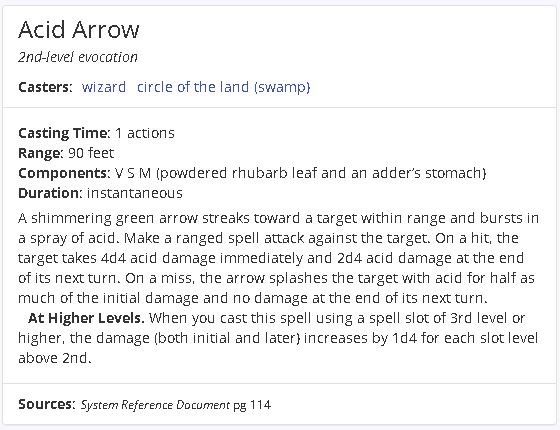 Acid Arrow
2nd-level evocation
Casters: wizard circle of the land (swamp)
Casting Time: 1 actions
Range: 90 feet
Components: V S M (powdered rhubarb leaf and an adder's stomach)
Duration: instantaneous
A shimmering green arrow streaks toward a target within range and bursts in
a spray of acid. Make a ranged spell attack against the target. On a hit, the
target takes 4d4 acid damage immediately and 2d4 acid damage at the end
of its next turn. On a miss, the arrow splashes the target with acid for half as
much of the initial damage and no damage at the end of its next turn.
At Higher Levels. When you cast this spell using a spell slot of 3rd level or
higher, the damage (both initial and later) increases by 1d4 for each slot level
above 2nd.
Sources: System Reference Document pg 114